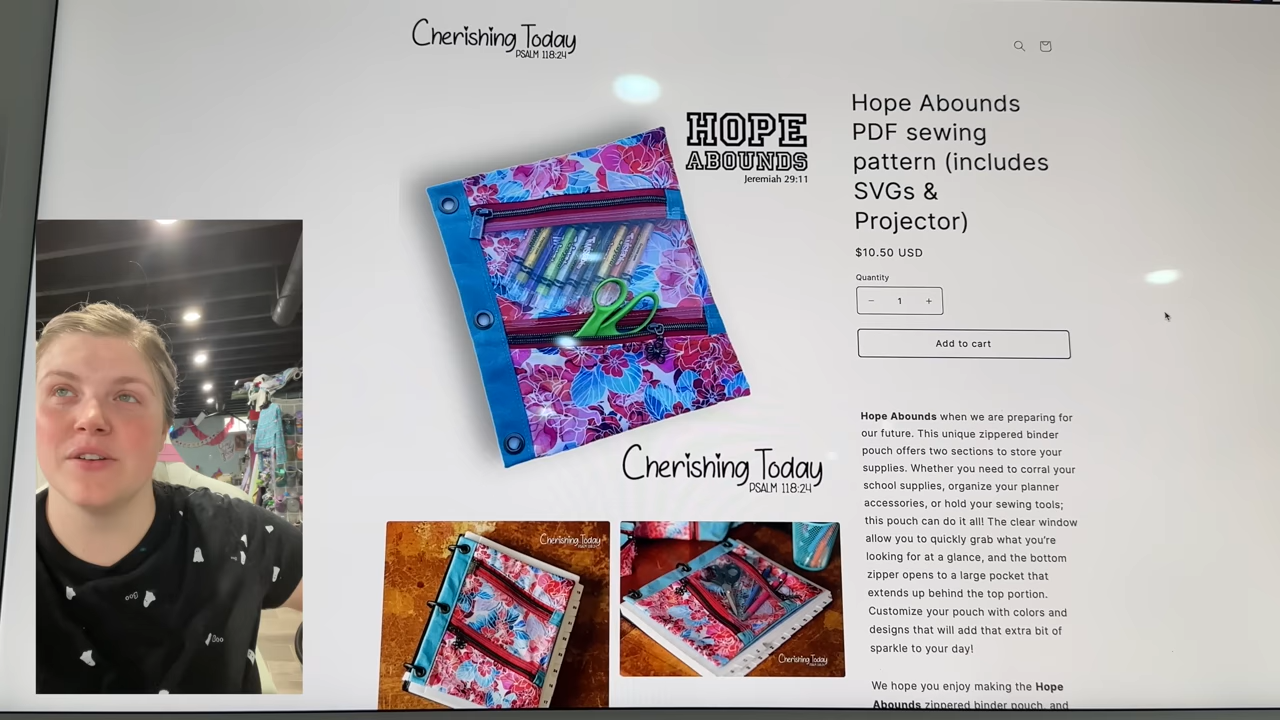 Cherishing Today
PSALM 118:24
HOPE
ABOUNDS
Jeremiah 29:11
Cherishing Today
PSALM 118:24
Cherishing Today
Cherishing Today
Hope Abounds
PDF sewing
pattern (includes
SVGs &
Projector)
$10.50 USD
Quantity
− 1 +
Add to cart
Hope Abounds when we are preparing for
our future. This unique zippered binder
pouch offers two sections to store your
supplies. Whether you need to corral your
school supplies, organize your planner
accessories, or hold your sewing tools;
this pouch can do it all! The clear window
allow you to quickly grab what you're
looking for at a glance, and the bottom
zipper opens to a large pocket that
extends up behind the top portion.
Customize your pouch with colors and
designs that will add that extra bit of
sparkle to your day!
We hope you enjoy making the Hope
Abounds zippered binder pouch, and